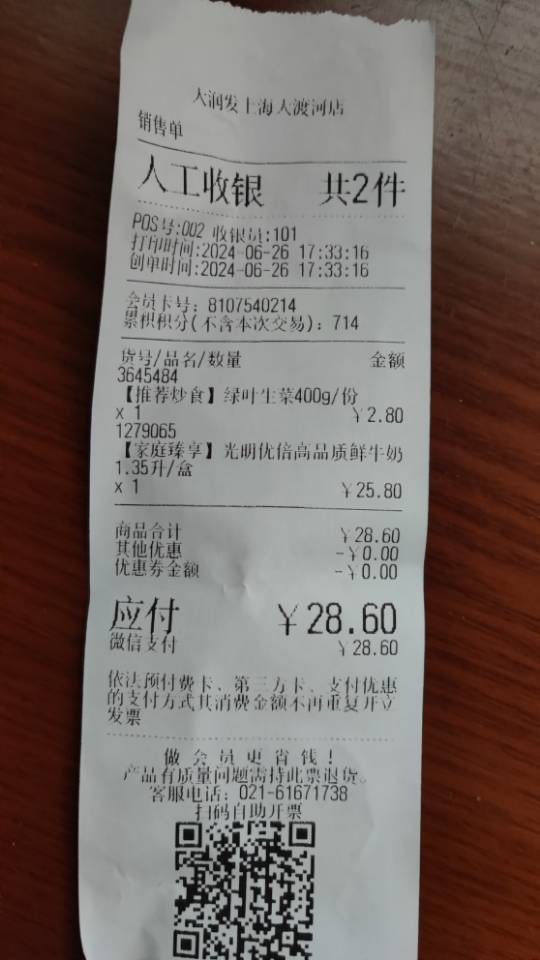 大润发上海大渡河店
销售单
人工收银 共2件
POS号:002 收银员:101
打印时间:2024-06-26 17:33:16
创单时间:2024-06-26 17:33:16
会员卡号: 8107540214
累积积分(不含本次交易): 714
货号/品名/数量 金额
3645484
【推荐炒食】绿叶生菜400g/份
x 1 ¥2.80
1279065
【家庭臻享】光明优倍高品质鲜牛奶
1.35升/盒
x 1 ¥25.80
商品合计 ¥28.60
其他优惠 -¥0.00
优惠券金额 -¥0.00
应付 ¥28.60
微信支付 ¥28.60
依法预付费卡、第三方卡、支付优惠
的支付方式其消费金额不再重复开立
发票
做会员更省钱!
产品有质量问题需持此票退货。
客服电话: 021-61671738
扫码自助开票